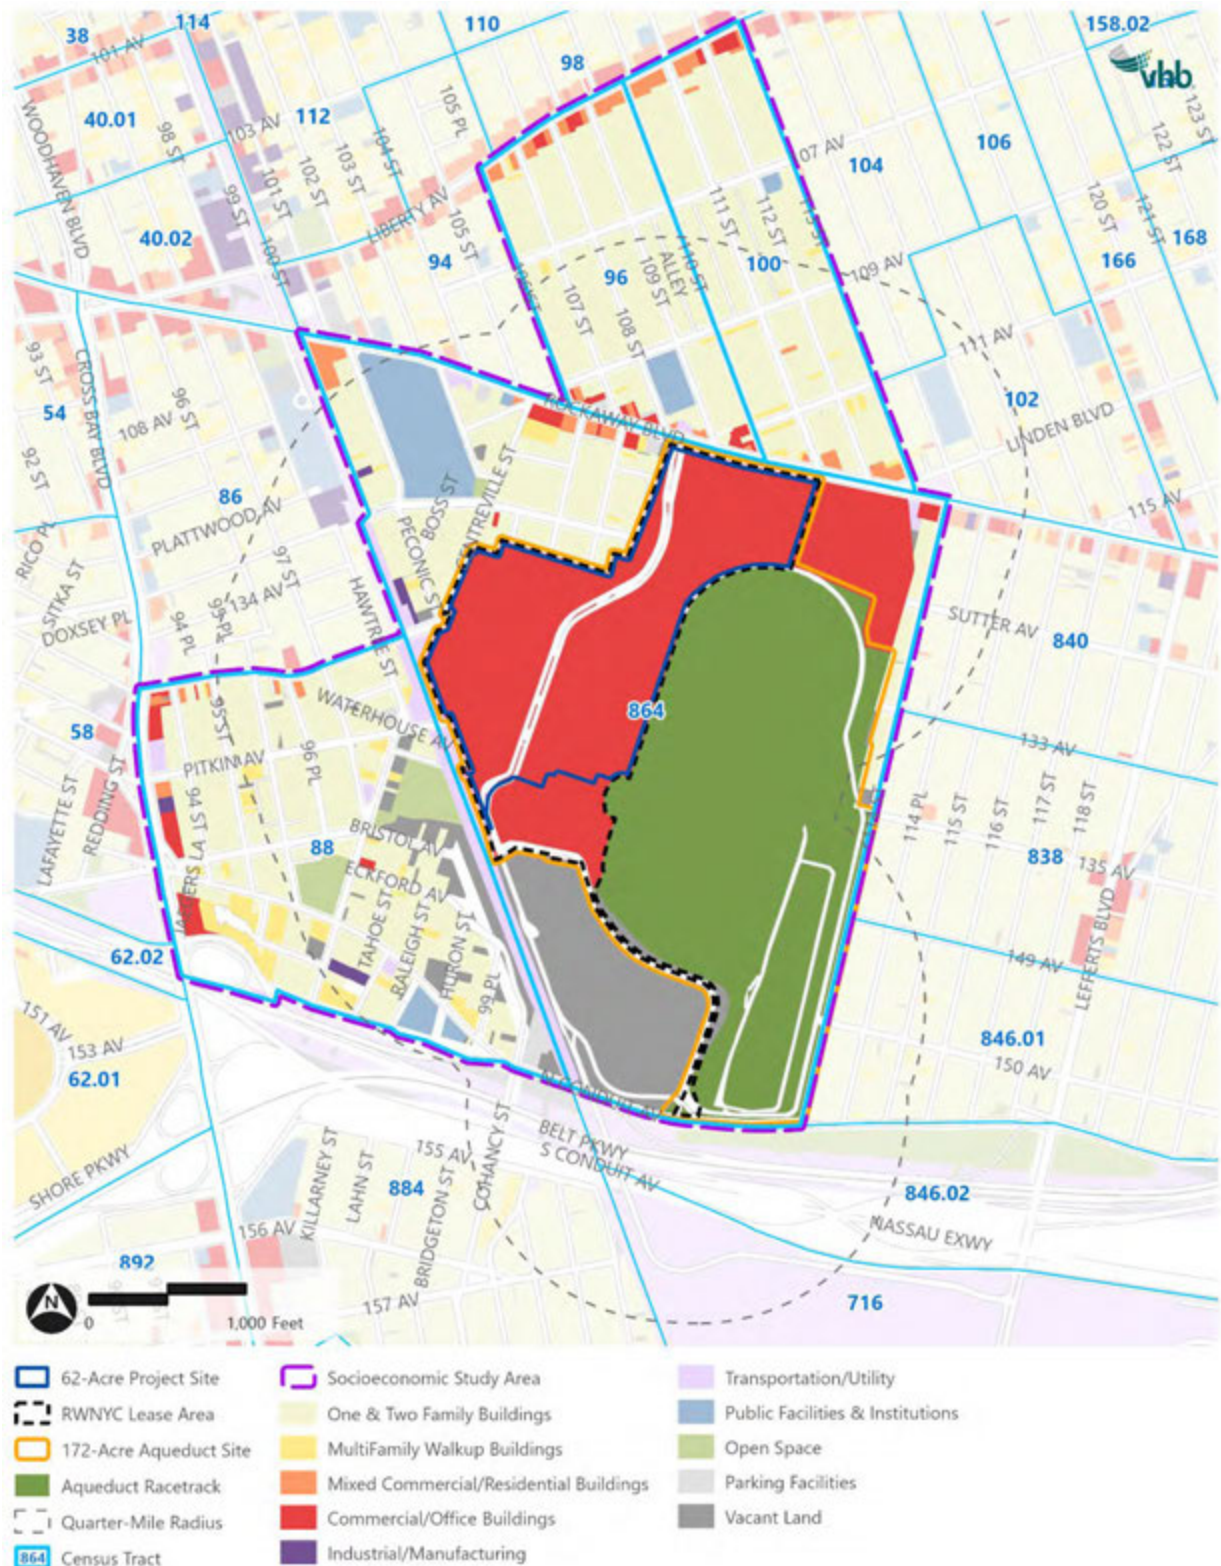 38
114
110
158.02
101 AV
98
vhb
WOODHAVEN BLVD
40.01
98 ST
103 AV
112
105 PL
123 ST
122 ST
106
104 ST
103 ST
102 ST
101 ST
99 ST
07 AV
104
120 ST
121 ST
168
40.02
LIBERTY AV
105 ST
111 ST
112 ST
113 ST
166
100 ST
94
96
110 ST
ALLEY
109 ST
100
109 AV
107 ST
108 ST
111 AV
93 ST
CROSS BAY BLVD
96 ST
54
108 AV
ROCKAWAY BLVD
102
LINDEN BLVD
92 ST
86
PLATTWOOD AV
BOSS ST
CENTREVILLE ST
115 AV
RICO PL
SITKA ST
97 ST
PECONIC ST
134 AV
HAWTREE ST
DOXSEY PL
94 PL
95 PL
SUTTER AV
840
WATERHOUSE AV
864
58
95 ST
PITKIN AV
96 PL
133 AV
LAFAYETTE ST
REDDING ST
94 ST
114 PL
115 ST
116 ST
117 ST
118 ST
88
BRISTOL AV
838
135 AV
ECKFORD AV
TAHOE ST
RALEIGH ST
HURON ST
99 PL
LEFFERTS BLVD
62.02
149 AV
151 AV
153 AV
62.01
846.01
150 AV
N CONDUIT AV
BELT PKWY
S CONDUIT AV
COHANCY ST
155 AV
SHORE PKWY
KILLARNEY ST
LAHN ST
884
BRIDGETON ST
846.02
156 AV
NASSAU EXWY
892
157 AV
716
N
0
1,000 Feet
62-Acre Project Site
RWNYC Lease Area
172-Acre Aqueduct Site
Aqueduct Racetrack
Quarter-Mile Radius
864 Census Tract
Socioeconomic Study Area
One & Two Family Buildings
MultiFamily Walkup Buildings
Mixed Commercial/Residential Buildings
Commercial/Office Buildings
Industrial/Manufacturing
Transportation/Utility
Public Facilities & Institutions
Open Space
Parking Facilities
Vacant Land